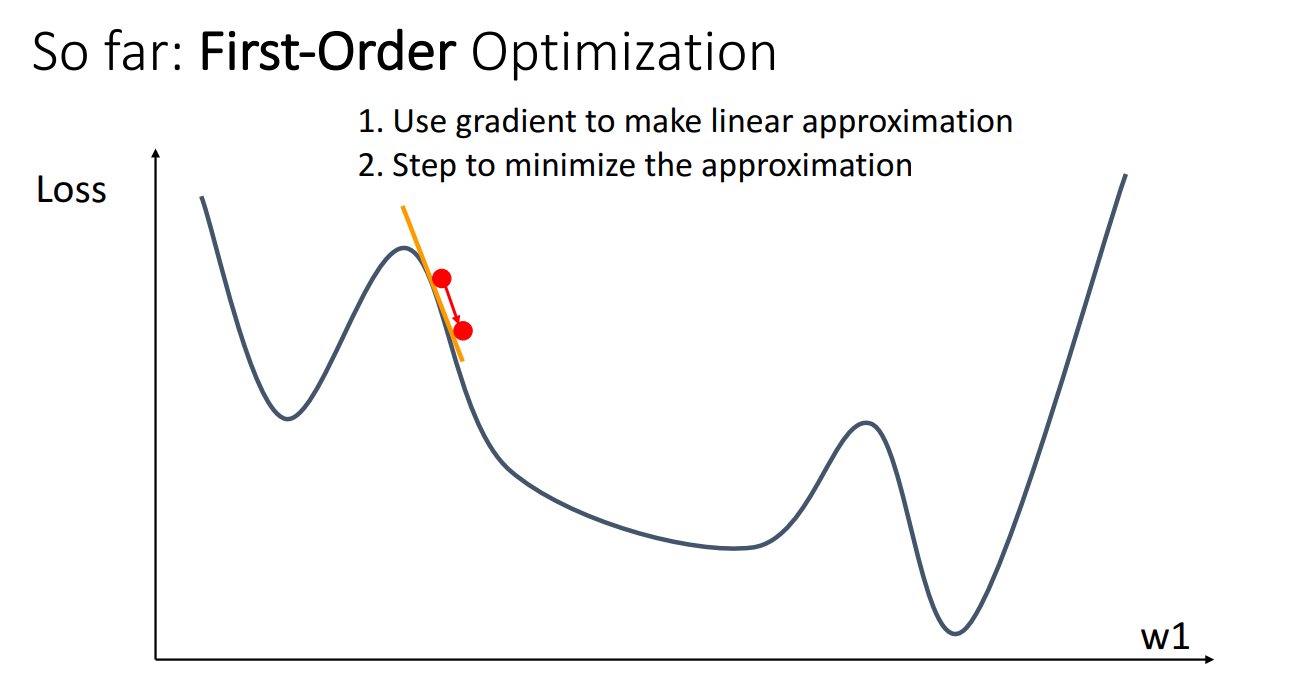 So far: First-Order Optimization
1. Use gradient to make linear approximation
2. Step to minimize the approximation
Loss
w1